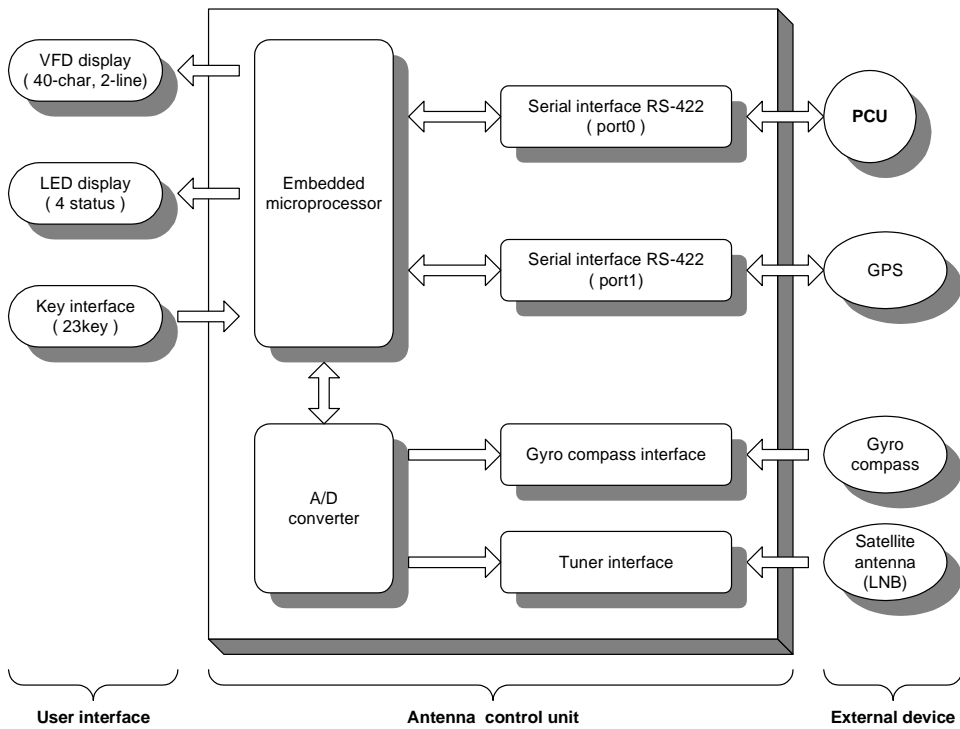 VFD display
( 40-char, 2-line)
LED display
( 4 status )
Key interface
( 23key )
Embedded
microprocessor
A/D
converter
Serial interface RS-422
( port0 )
Serial interface RS-422
( port1)
Gyro compass interface
Tuner interface
PCU
GPS
Gyro
compass
Satellite
antenna
(LNB)
User interface
Antenna control unit
External device